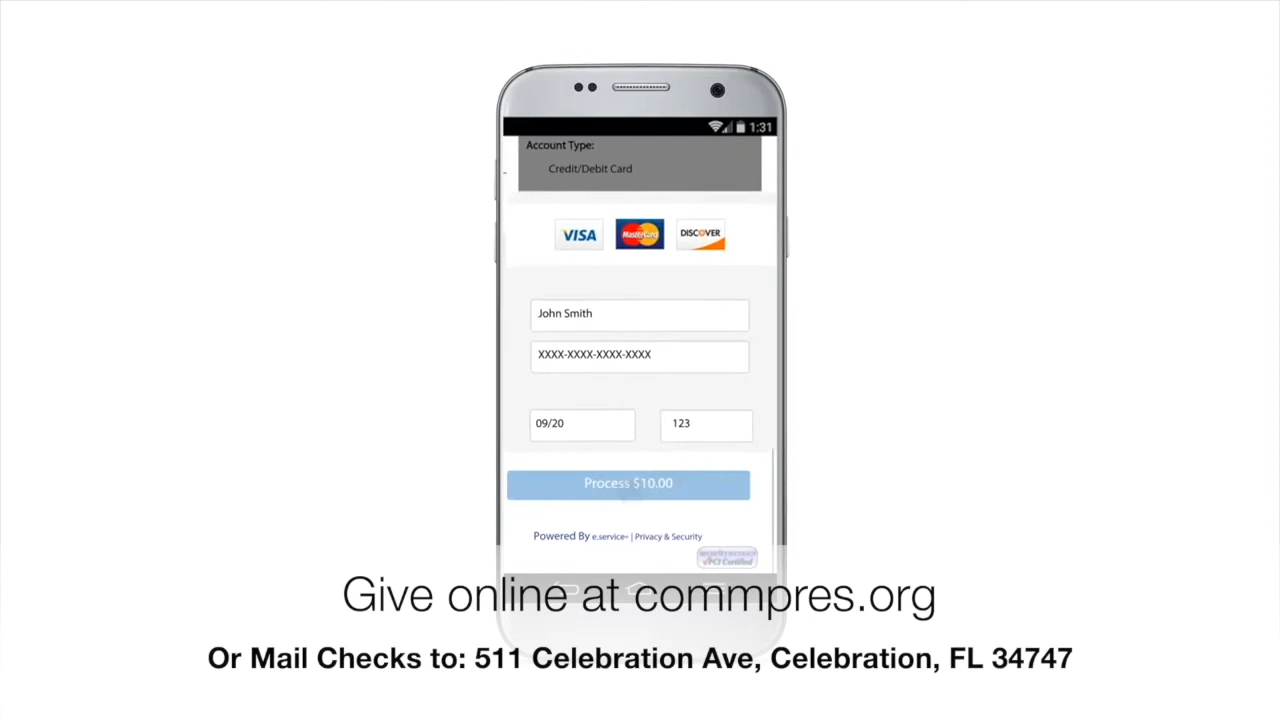 1:31
Account Type:
Credit/Debit Card
VISA MasterCard DISCOVER
John Smith
XXXX-XXXX-XXXX-XXXX
09/20 123
Process $10.00
Powered By e.service | Privacy & Security
PCI Certified
Give online at commpres.org
Or Mail Checks to: 511 Celebration Ave, Celebration, FL 34747